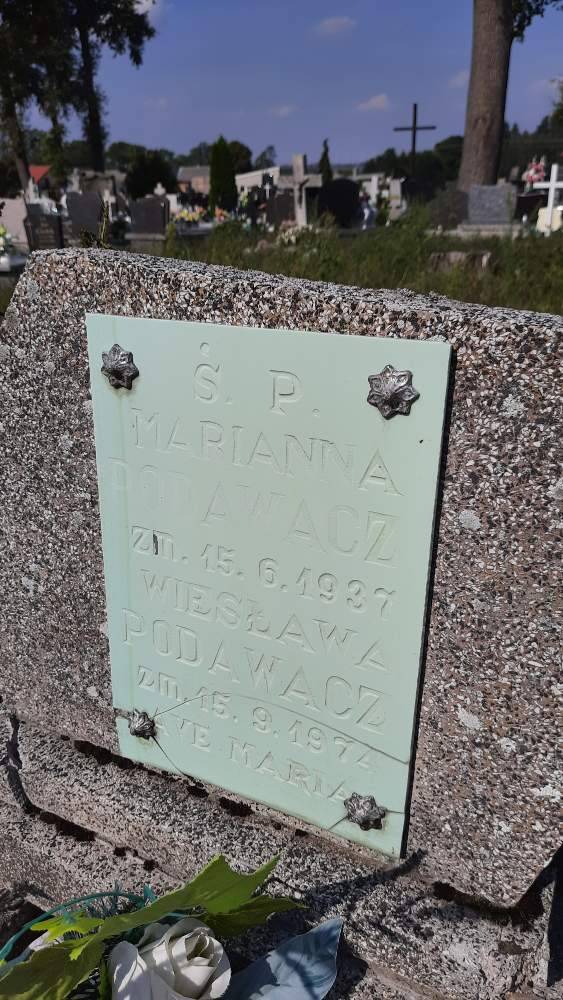 Ś. P.
MARIANNA
PODAWACZ
zm. 15.6.1937
WIESŁAWA
PODAWACZ
zm. 15.9.1974
AVE MARIA